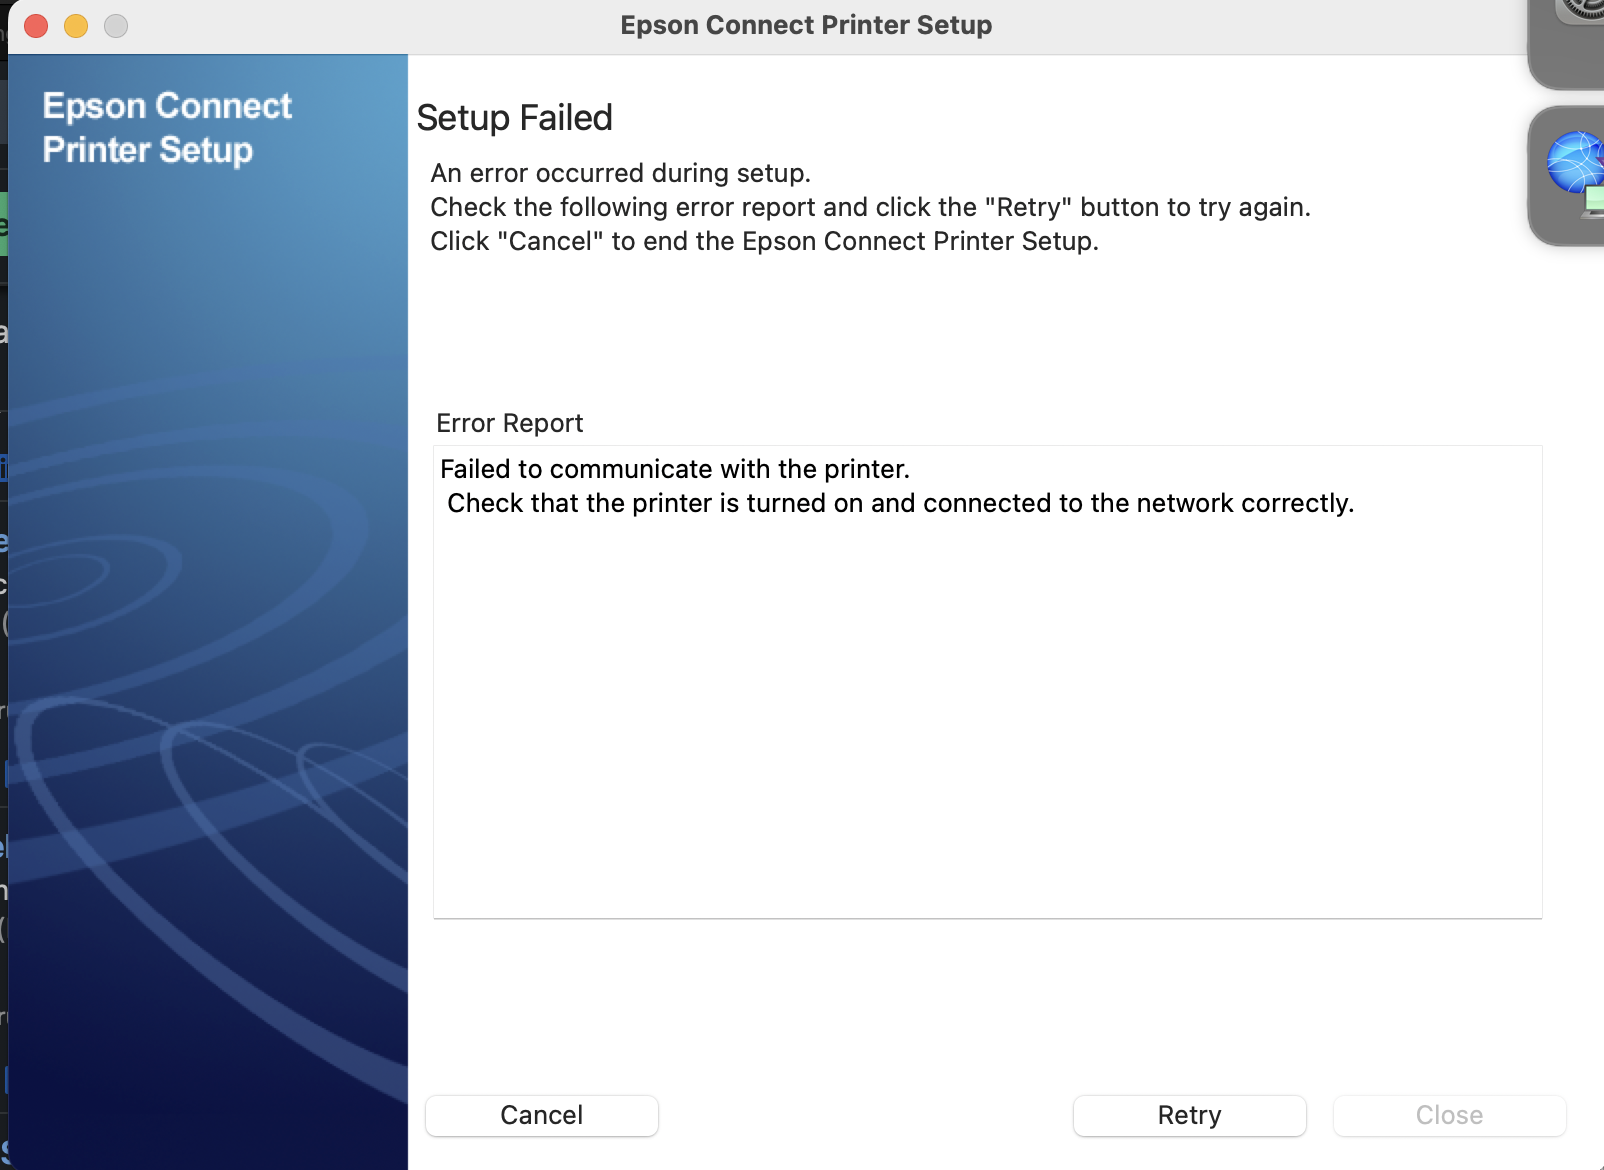 Epson Connect Printer Setup
Epson Connect
Printer Setup
Setup Failed
An error occurred during setup.
Check the following error report and click the "Retry" button to try again.
Click "Cancel" to end the Epson Connect Printer Setup.
Error Report
Failed to communicate with the printer.
Check that the printer is turned on and connected to the network correctly.
Cancel
Retry
Close